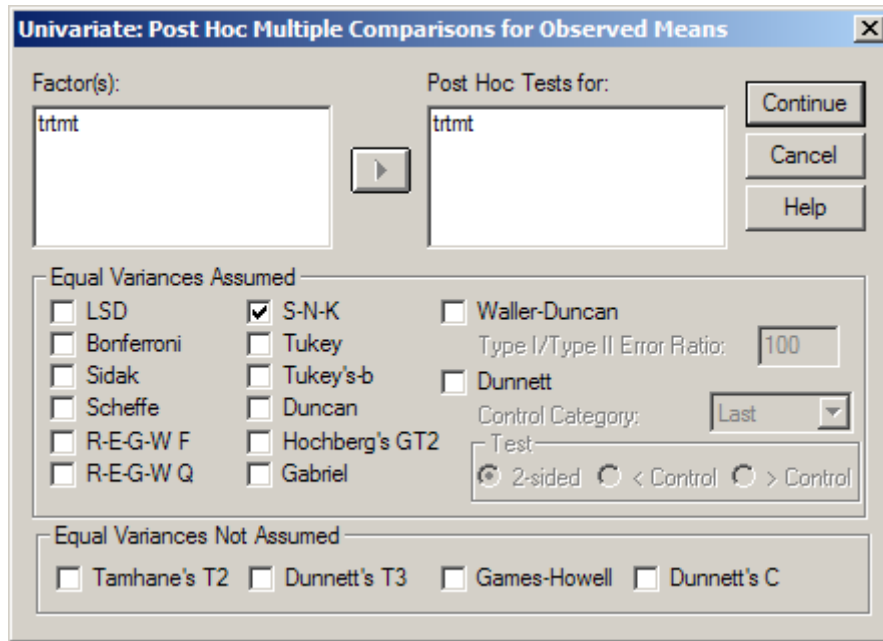 Univariate: Post Hoc Multiple Comparisons for Observed Means
Factor(s):
trtmt
Post Hoc Tests for:
trtmt
Continue
Cancel
Help
Equal Variances Assumed
LSD S-N-K Waller-Duncan
Bonferroni Tukey Type I/Type II Error Ratio: 100
Sidak Tukey's-b Dunnett
Scheffe Duncan Control Category: Last
R-E-G-W F Hochberg's GT2 Test
R-E-G-W Q Gabriel 2-sided < Control > Control
Equal Variances Not Assumed
Tamhane's T2 Dunnett's T3 Games-Howell Dunnett's C